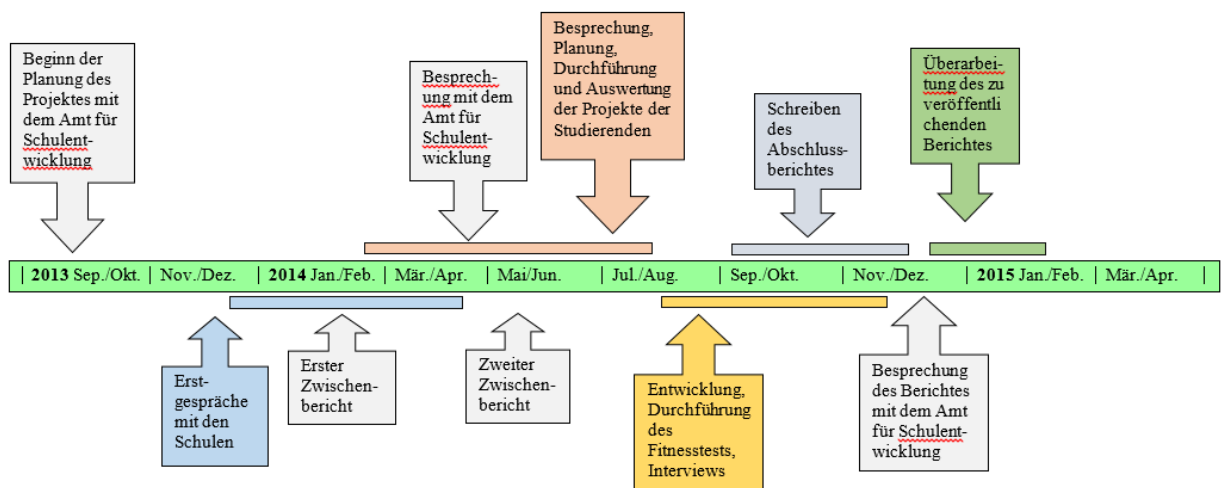 Beginn der
Planung des
Projektes mit
dem Amt für
Schulent-
wicklung
Besprech-
ung mit dem
Amt für
Schulent-
wicklung
Besprechung,
Planung,
Durchführung
und Auswertung
der Projekte der
Studierenden
Schreiben
des
Abschluss-
berichtes
Überarbei-
tung des zu
veröffentli
chenden
Berichtes
| 2013 Sep./Okt. | Nov./Dez. | 2014 Jan./Feb. | Mär./Apr. | Mai/Jun. | Jul./Aug. | Sep./Okt. | Nov./Dez. | 2015 Jan./Feb. | Mär./Apr. |
Erst-
gespräche
mit den
Schulen
Erster
Zwischen-
bericht
Zweiter
Zwischen-
bericht
Entwicklung,
Durchführung
des
Fitnesstests,
Interviews
Besprechung
des Berichtes
mit dem Amt
für Schulent-
wicklung